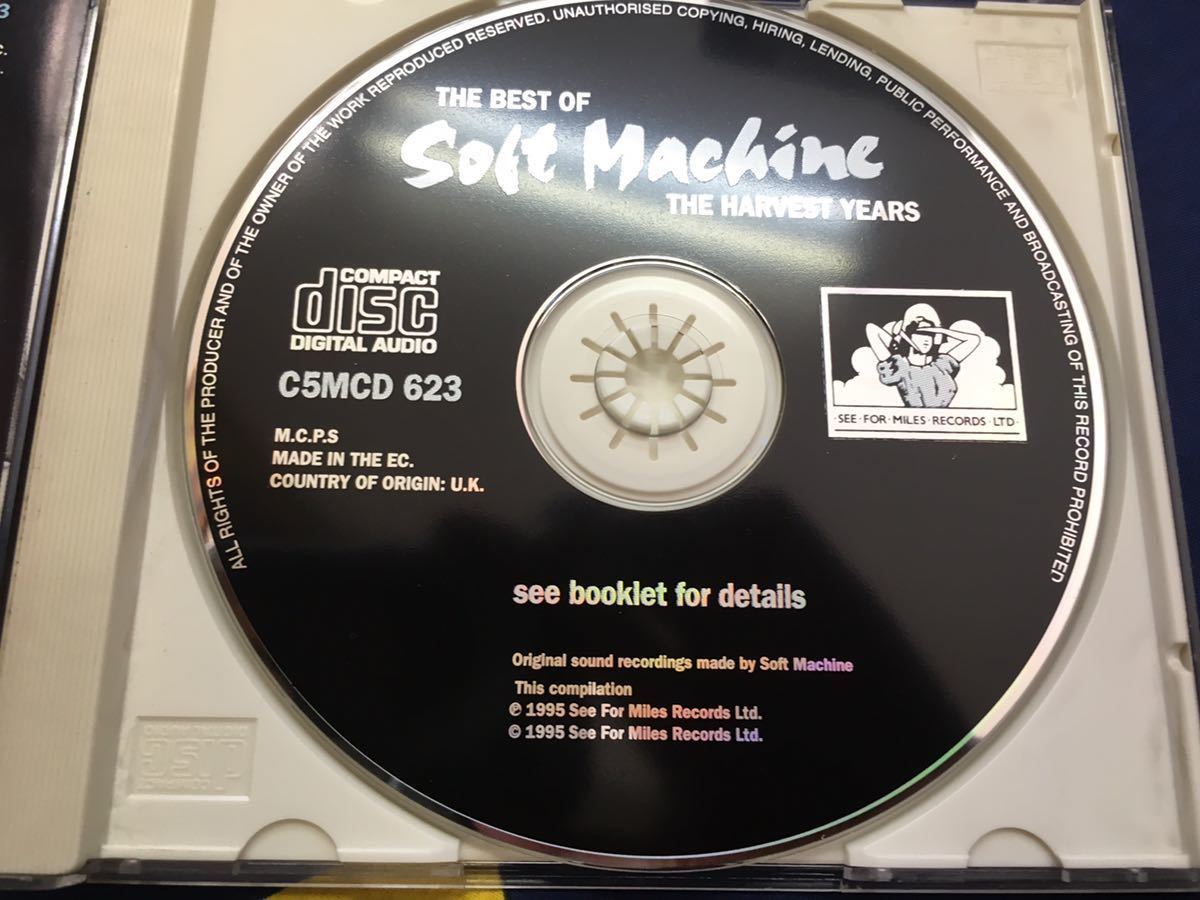 3
C.
THE BEST OF
Soft Machine
THE HARVEST YEARS
COMPACT
disc
DIGITAL AUDIO
C5MCD 623
M.C.P.S
MADE IN THE EC.
COUNTRY OF ORIGIN: U.K.
·SEE·FOR·MILES·RECORDS·LTD·
see booklet for details
Original sound recordings made by Soft Machine
This compilation
℗ 1995 See For Miles Records Ltd.
© 1995 See For Miles Records Ltd.
ALL RIGHTS OF THE PRODUCER AND OF THE OWNER OF THE WORK REPRODUCED RESERVED. UNAUTHORISED COPYING, HIRING, LENDING, PUBLIC PERFORMANCE AND BROADCASTING OF THIS RECORD PROHIBITED